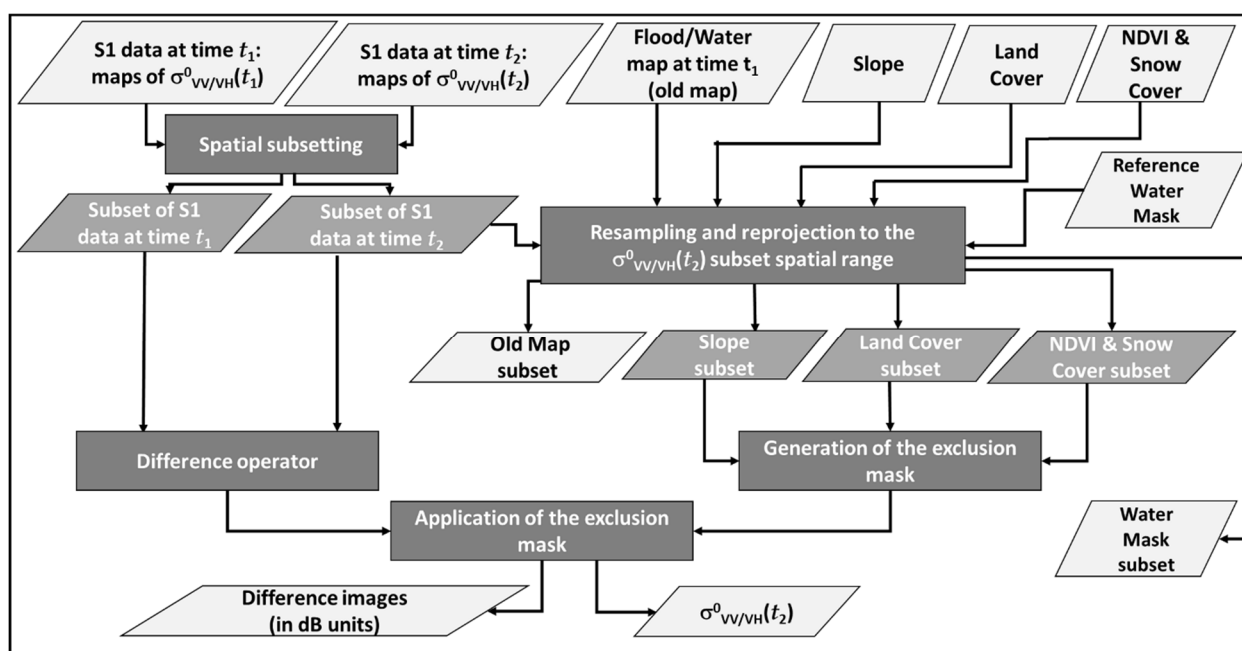 S1 data at time t₁:
maps of σ⁰VV/VH(t₁)
S1 data at time t₂:
maps of σ⁰VV/VH(t₂)
Flood/Water
map at time t₁
(old map)
Slope
Land
Cover
NDVI &
Snow
Cover
Spatial subsetting
Reference
Water
Mask
Subset of S1
data at time t₁
Subset of S1
data at time t₂
Resampling and reprojection to the
σ⁰VV/VH(t₂) subset spatial range
Old Map
subset
Slope
subset
Land Cover
subset
NDVI & Snow
Cover subset
Difference operator
Generation of the exclusion
mask
Application of the exclusion
mask
Water
Mask
subset
Difference images
(in dB units)
σ⁰VV/VH(t₂)